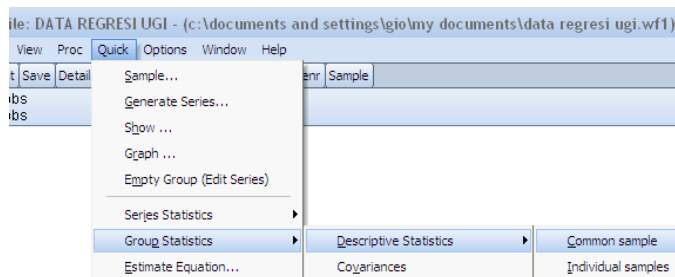 ile: DATA REGRESI UGI - (c:\documents and settings\gio\my documents\data regresi ugi.wf1)
View Proc Quick Options Window Help
t Save Detail enr Sample
bs
bs
Sample...
Generate Series...
Show ...
Graph ...
Empty Group (Edit Series)
Series Statistics
Group Statistics Descriptive Statistics Common sample
Estimate Equation... Covariances Individual samples